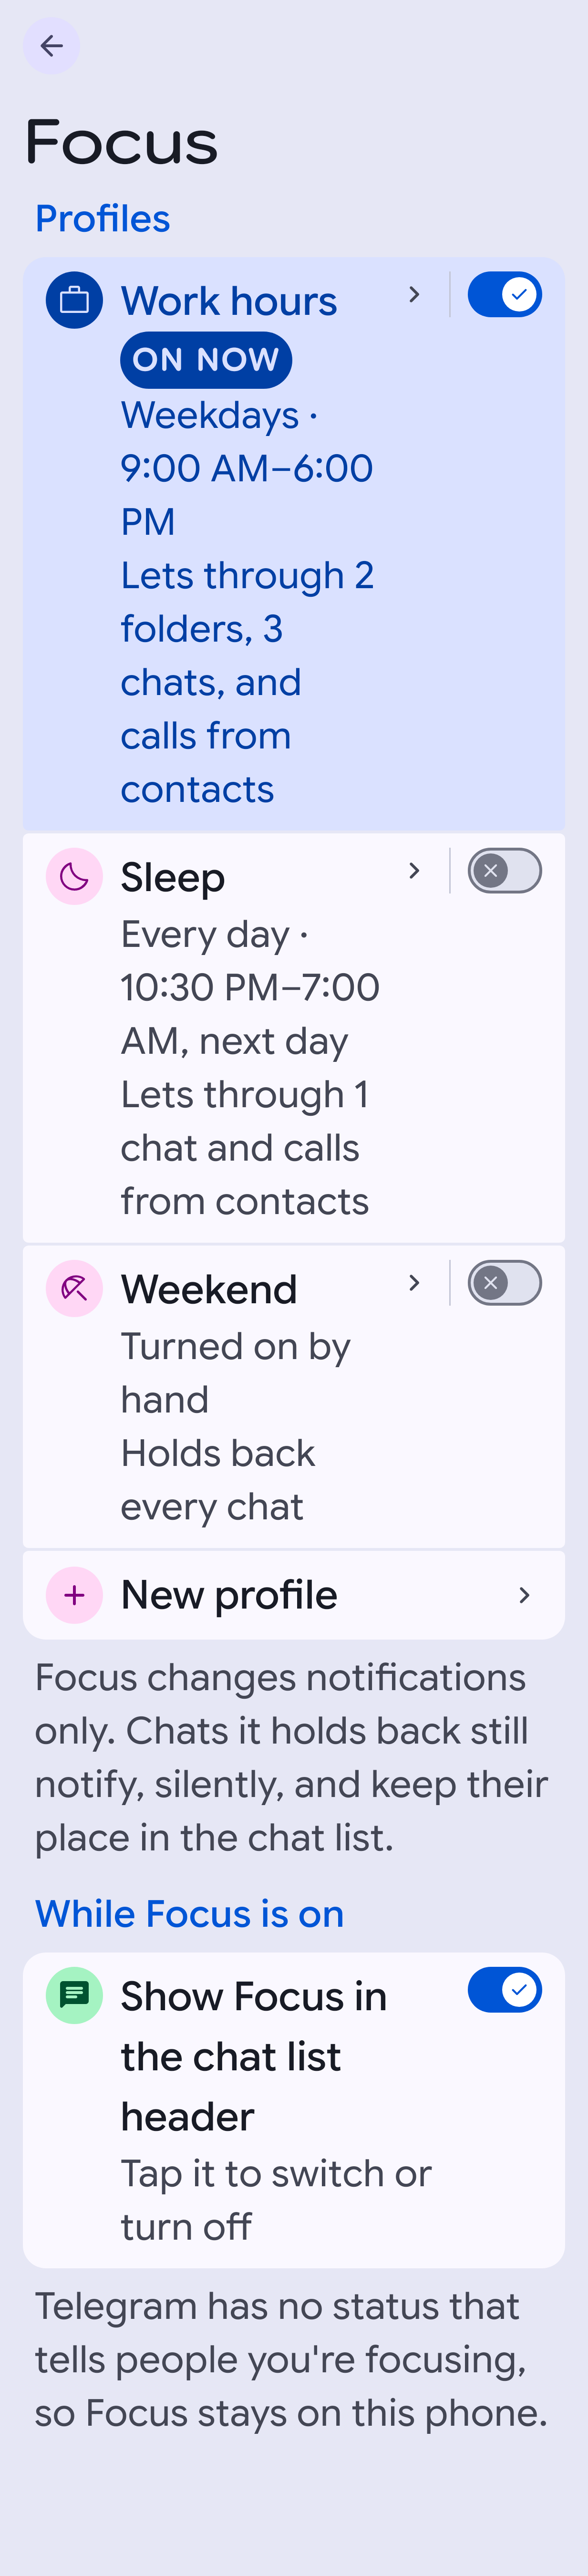 Focus
Profiles
Work hours
ON NOW
Weekdays ·
9:00 AM–6:00
PM
Lets through 2
folders, 3
chats, and
calls from
contacts
Sleep
Every day ·
10:30 PM–7:00
AM, next day
Lets through 1
chat and calls
from contacts
Weekend
Turned on by
hand
Holds back
every chat
New profile
Focus changes notifications
only. Chats it holds back still
notify, silently, and keep their
place in the chat list.
While Focus is on
Show Focus in
the chat list
header
Tap it to switch or
turn off
Telegram has no status that
tells people you're focusing,
so Focus stays on this phone.